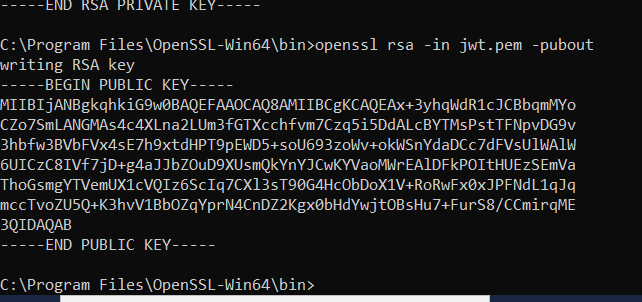 -----END RSA PRIVATE KEY-----
C:\Program Files\OpenSSL-Win64\bin>openssl rsa -in jwt.pem -pubout
writing RSA key
-----BEGIN PUBLIC KEY-----
MIIBIjANBgkqhkiG9w0BAQEFAAOCAQ8AMIIBCgKCAQEAx+3yhqWdR1cJCBbqmMYo
CZo7SmLANGMAs4c4XLna2LUm3fGTXcchfvm7Czq5i5DdALcBYTMsPstTFNpvDG9v
3hbfw3BVbFVx4sE7h9xtdHPT9pEWD5+soU693zoWv+okWSnYdaDCc7dFVsUlWAlW
6UICzC8IVf7jD+g4aJJbZOuD9XUsmQkYnYJCwKYVaoMWrEAlDFkPOItHUEzSEmVa
ThoGsmgYTVemUX1cVQIz6ScIq7CXl3sT90G4HcObDoX1V+RoRwFx0xJPFNdL1qJq
mccTvoZU5Q+K3hvV1BbOZqYprN4CnDZ2Kgx0bHdYwjtOBsHu7+FurS8/CCmirqME
3QIDAQAB
-----END PUBLIC KEY-----
C:\Program Files\OpenSSL-Win64\bin>